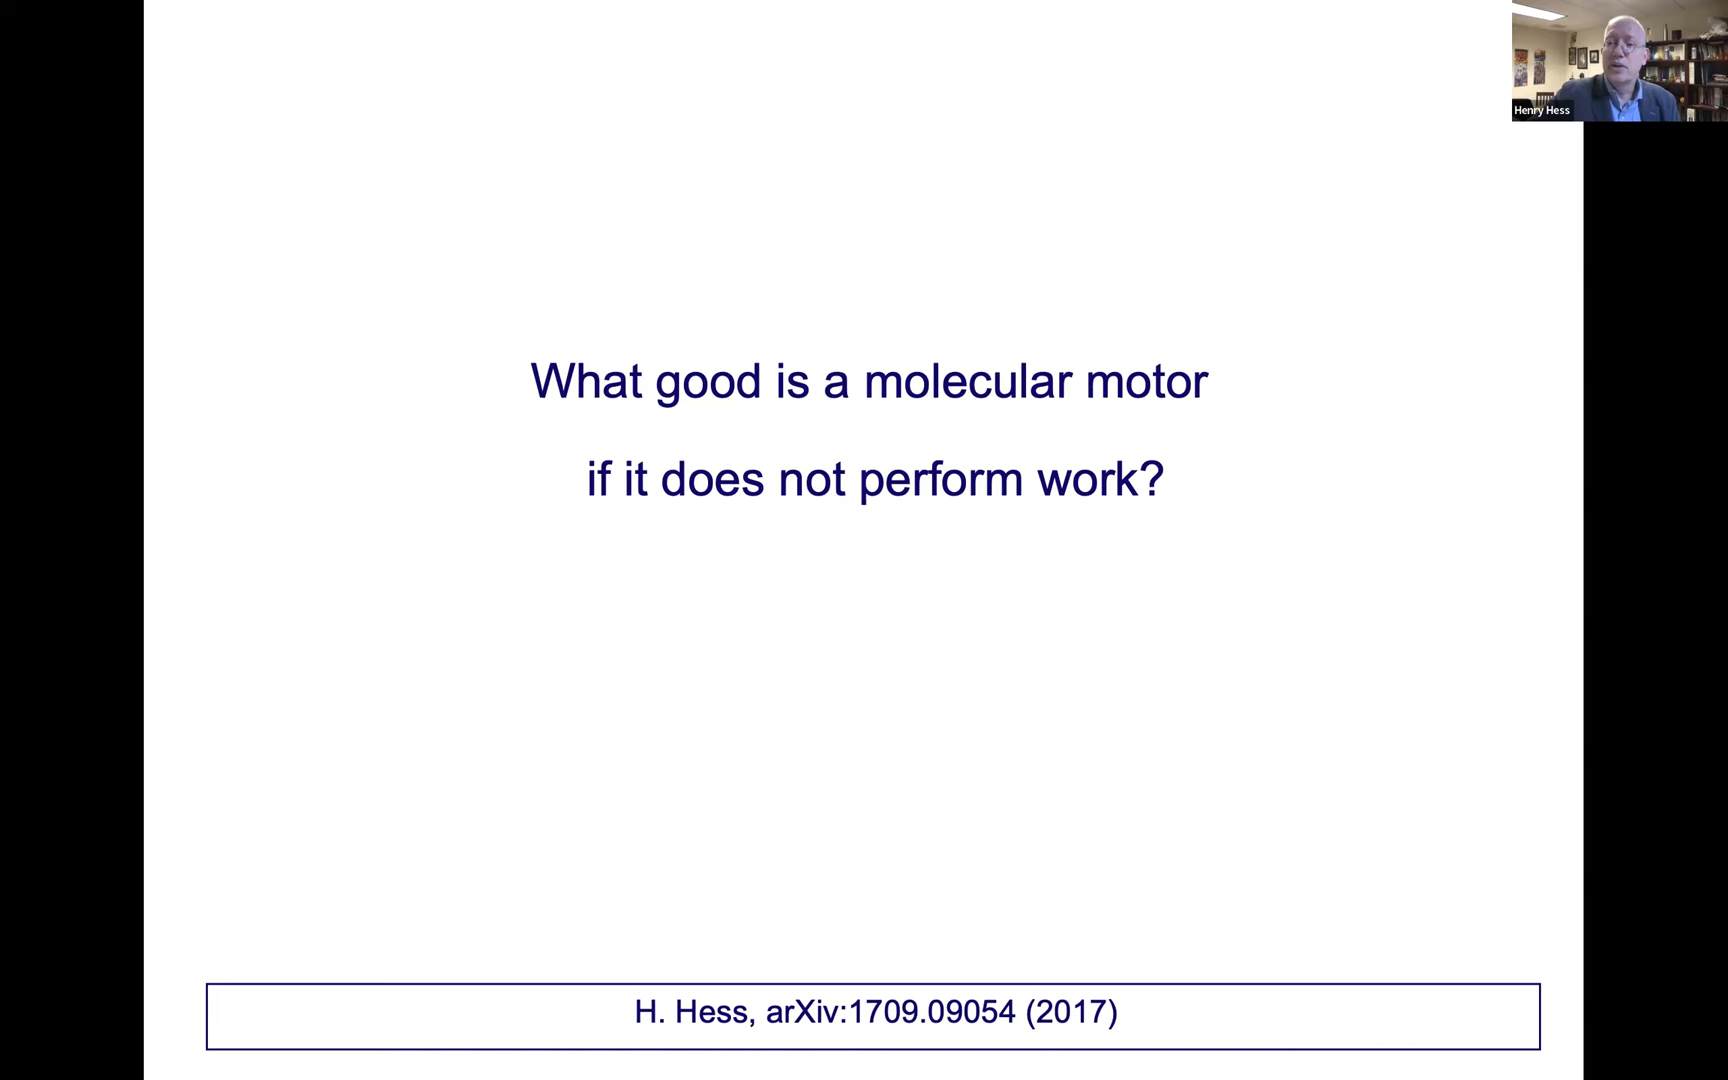 Henry Hess
What good is a molecular motor
if it does not perform work?
H. Hess, arXiv:1709.09054 (2017)